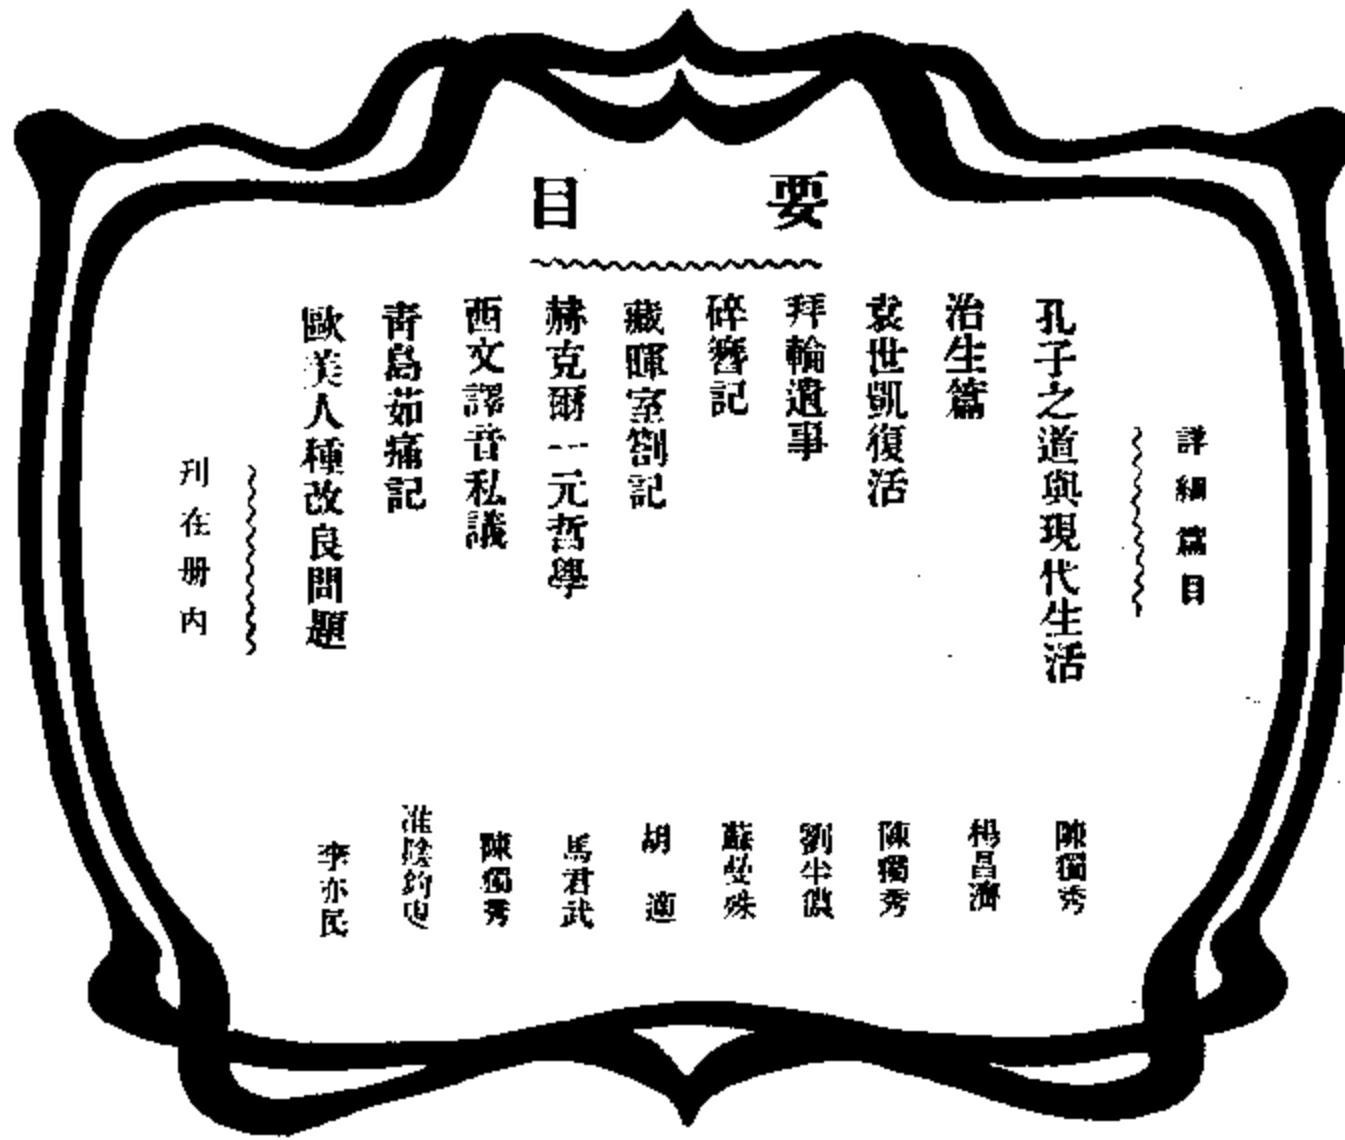 要目
詳細篇目
孔子之道與現代生活 陳獨秀
治生篇 楊昌濟
袁世凱復活 陳獨秀
拜輪遺事 劉半儂
碎簪記 蘇曼殊
藏暉室劄記 胡適
赫克爾一元哲學 馬君武
西文譯音私議 陳獨秀
青島茹痛記 淮陰釣叟
歐美人種改良問題 李亦民
刊在册内